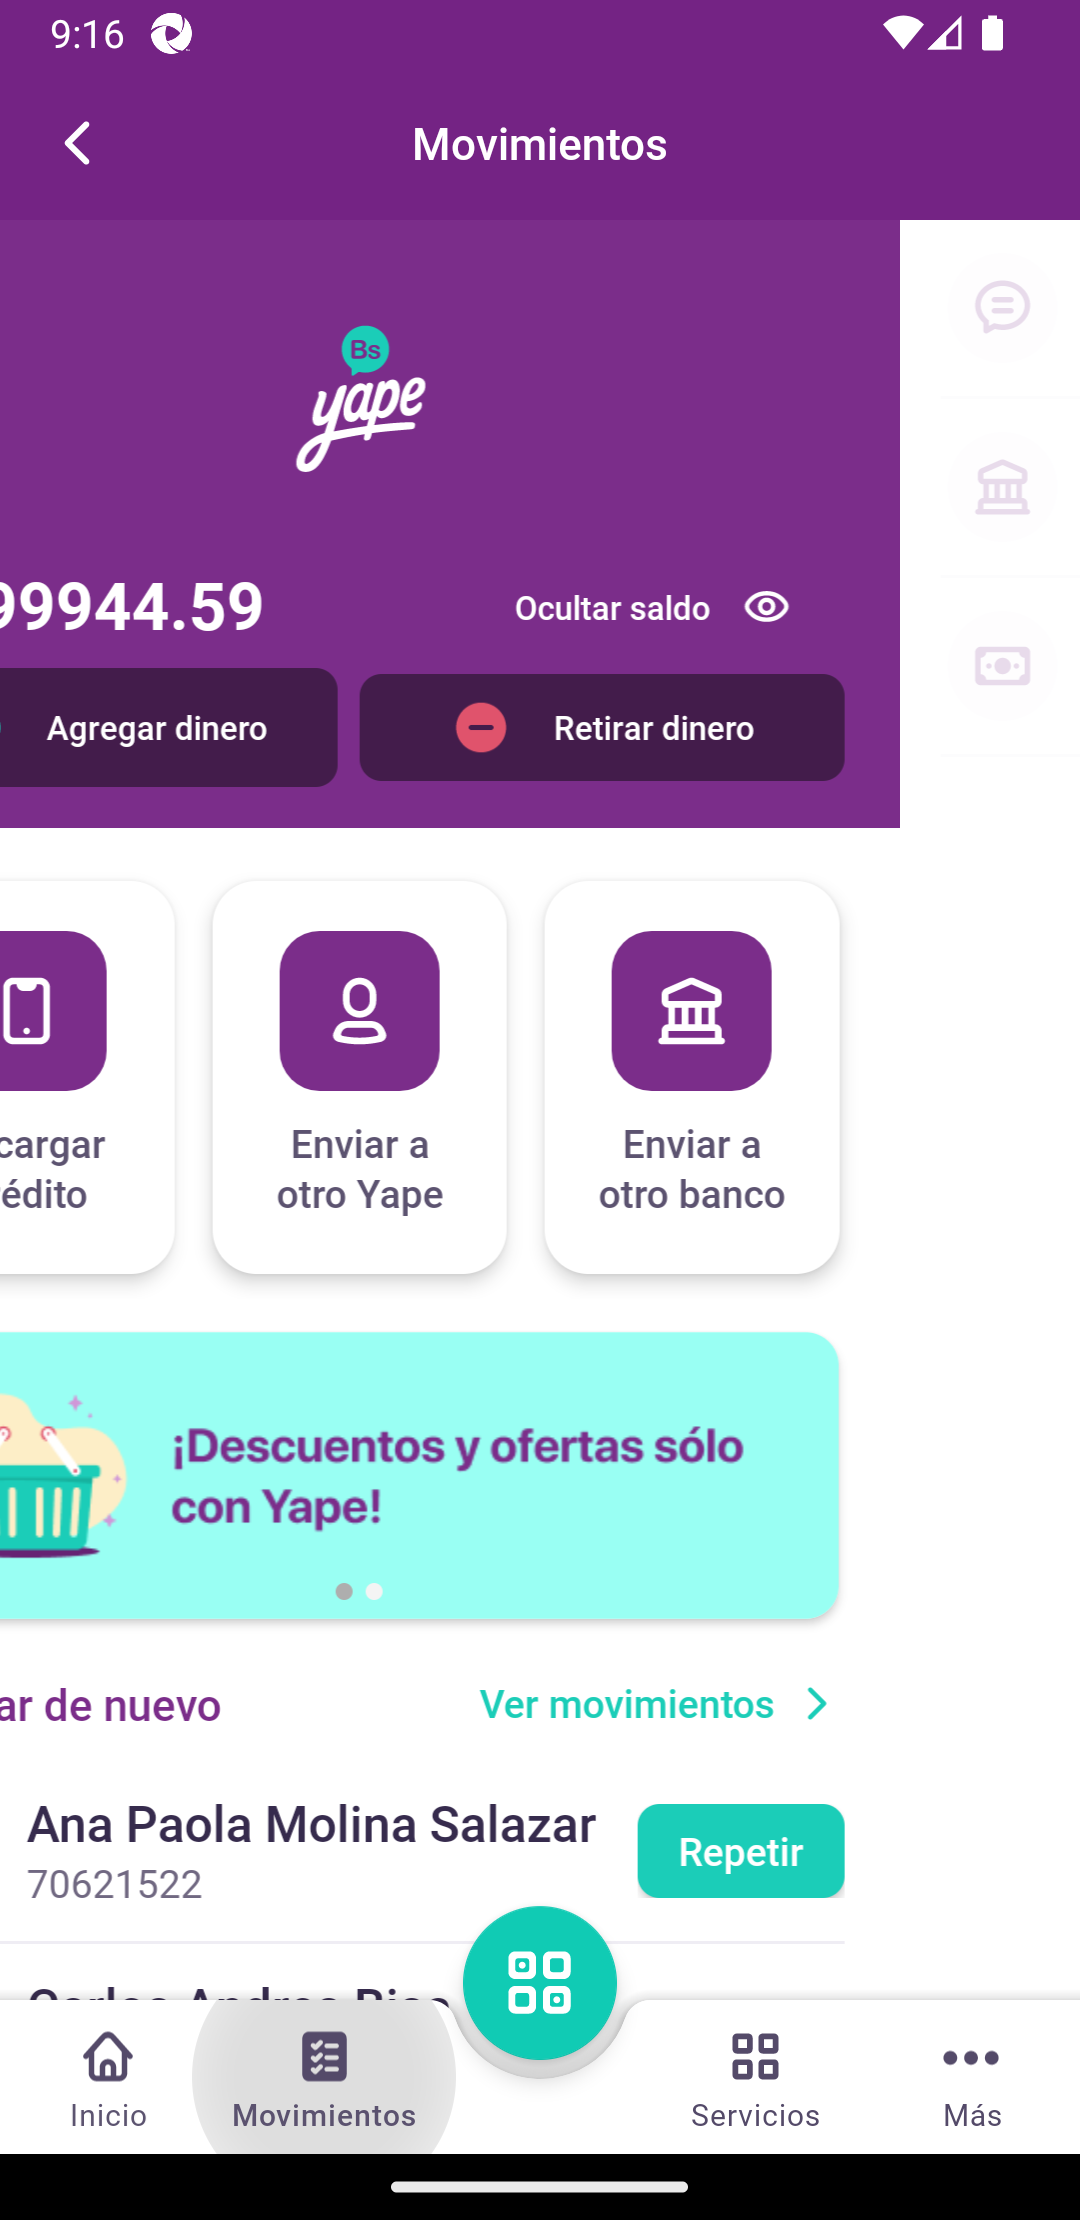 9:16
Movimientos
Bs
yape
99944.59
Ocultar saldo
Agregar dinero
Retirar dinero
cargar
édito
Enviar a
otro Yape
Enviar a
otro banco
¡Descuentos y ofertas sólo
con Yape!
ar de nuevo
Ver movimientos
Ana Paola Molina Salazar
70621522
Repetir
Inicio
Movimientos
Servicios
Más